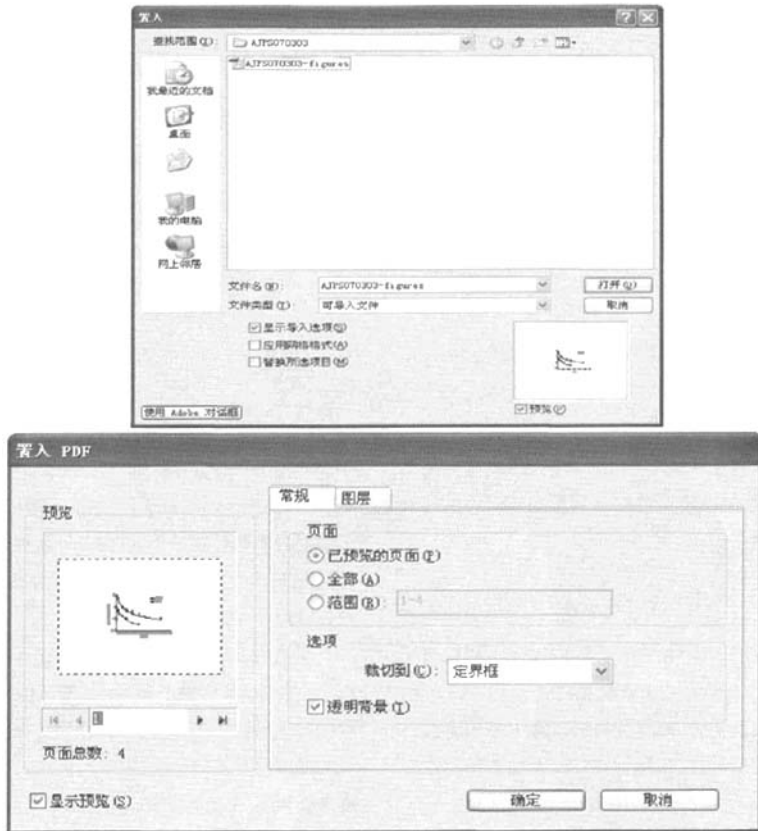 置入
查找范围(I): AJPS070303
AJPS070303-figures
我最近的文档
桌面
我的电脑
网上邻居
文件名(N): AJPS070303-figures 打开(O)
文件类型(T): 可导入文件 取消
显示导入选项(S)
应用网格格式(A)
替换所选项目(M)
使用 Adobe 对话框
预览(P)
置入 PDF
预览
常规 图层
页面
已预览的页面(P)
全部(A)
范围(R): 1-4
选项
裁切到(C): 定界框
透明背景(T)
页面总数: 4
显示预览(S)
确定 取消